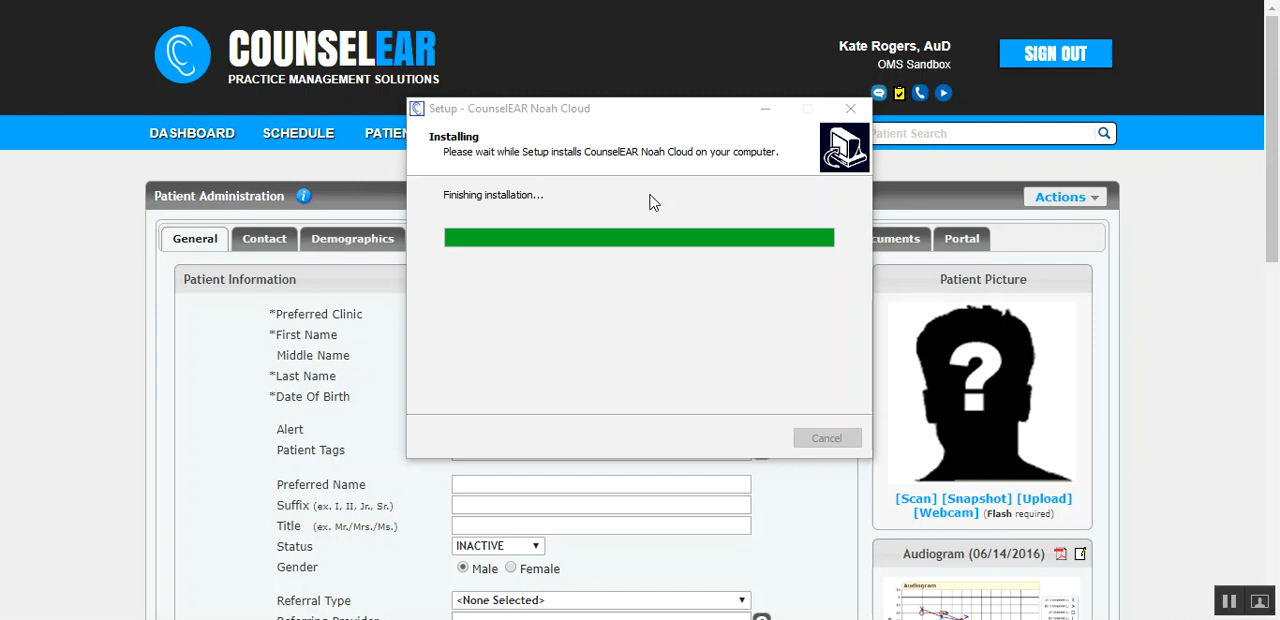 COUNSELEAR
PRACTICE MANAGEMENT SOLUTIONS
Kate Rogers, AuD
OMS Sandbox
SIGN OUT
DASHBOARD SCHEDULE PATIEN
Patient Search
Setup - CounselEAR Noah Cloud
Installing
Please wait while Setup installs CounselEAR Noah Cloud on your computer.
Finishing installation...
Cancel
Patient Administration
Actions
General Contact Demographics cuments Portal
Patient Information
*Preferred Clinic
*First Name
Middle Name
*Last Name
*Date Of Birth
Alert
Patient Tags
Preferred Name
Suffix (ex. I, II, Jr., Sr.)
Title (ex. Mr./Mrs./Ms.)
Status INACTIVE
Gender Male Female
Referral Type <None Selected>
Referring Provider
Patient Picture
?
[Scan] [Snapshot] [Upload]
[Webcam] (Flash required)
Audiogram (06/14/2016)
Audiogram